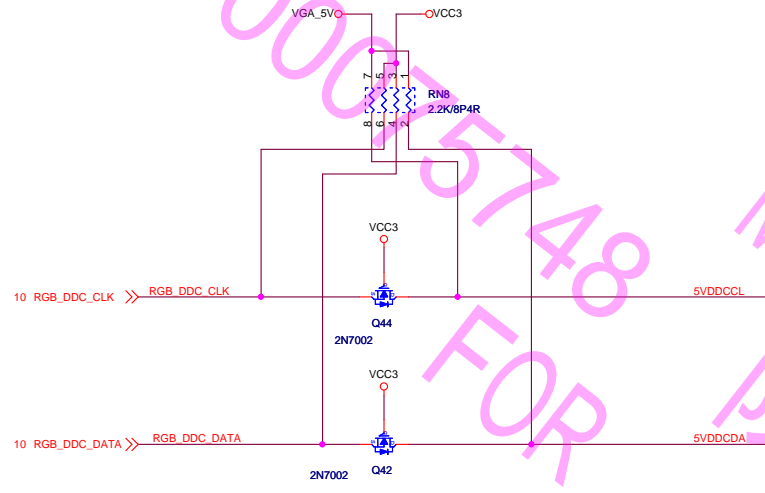 VGA_5V
VCC3
7 5 3 1
RN8
2.2K/8P4R
8 6 4 2
VCC3
10 RGB_DDC_CLK
RGB_DDC_CLK
5VDDCCL
Q44
2N7002
VCC3
10 RGB_DDC_DATA
RGB_DDC_DATA
5VDDCDA
Q42
2N7002
00075748
FOR